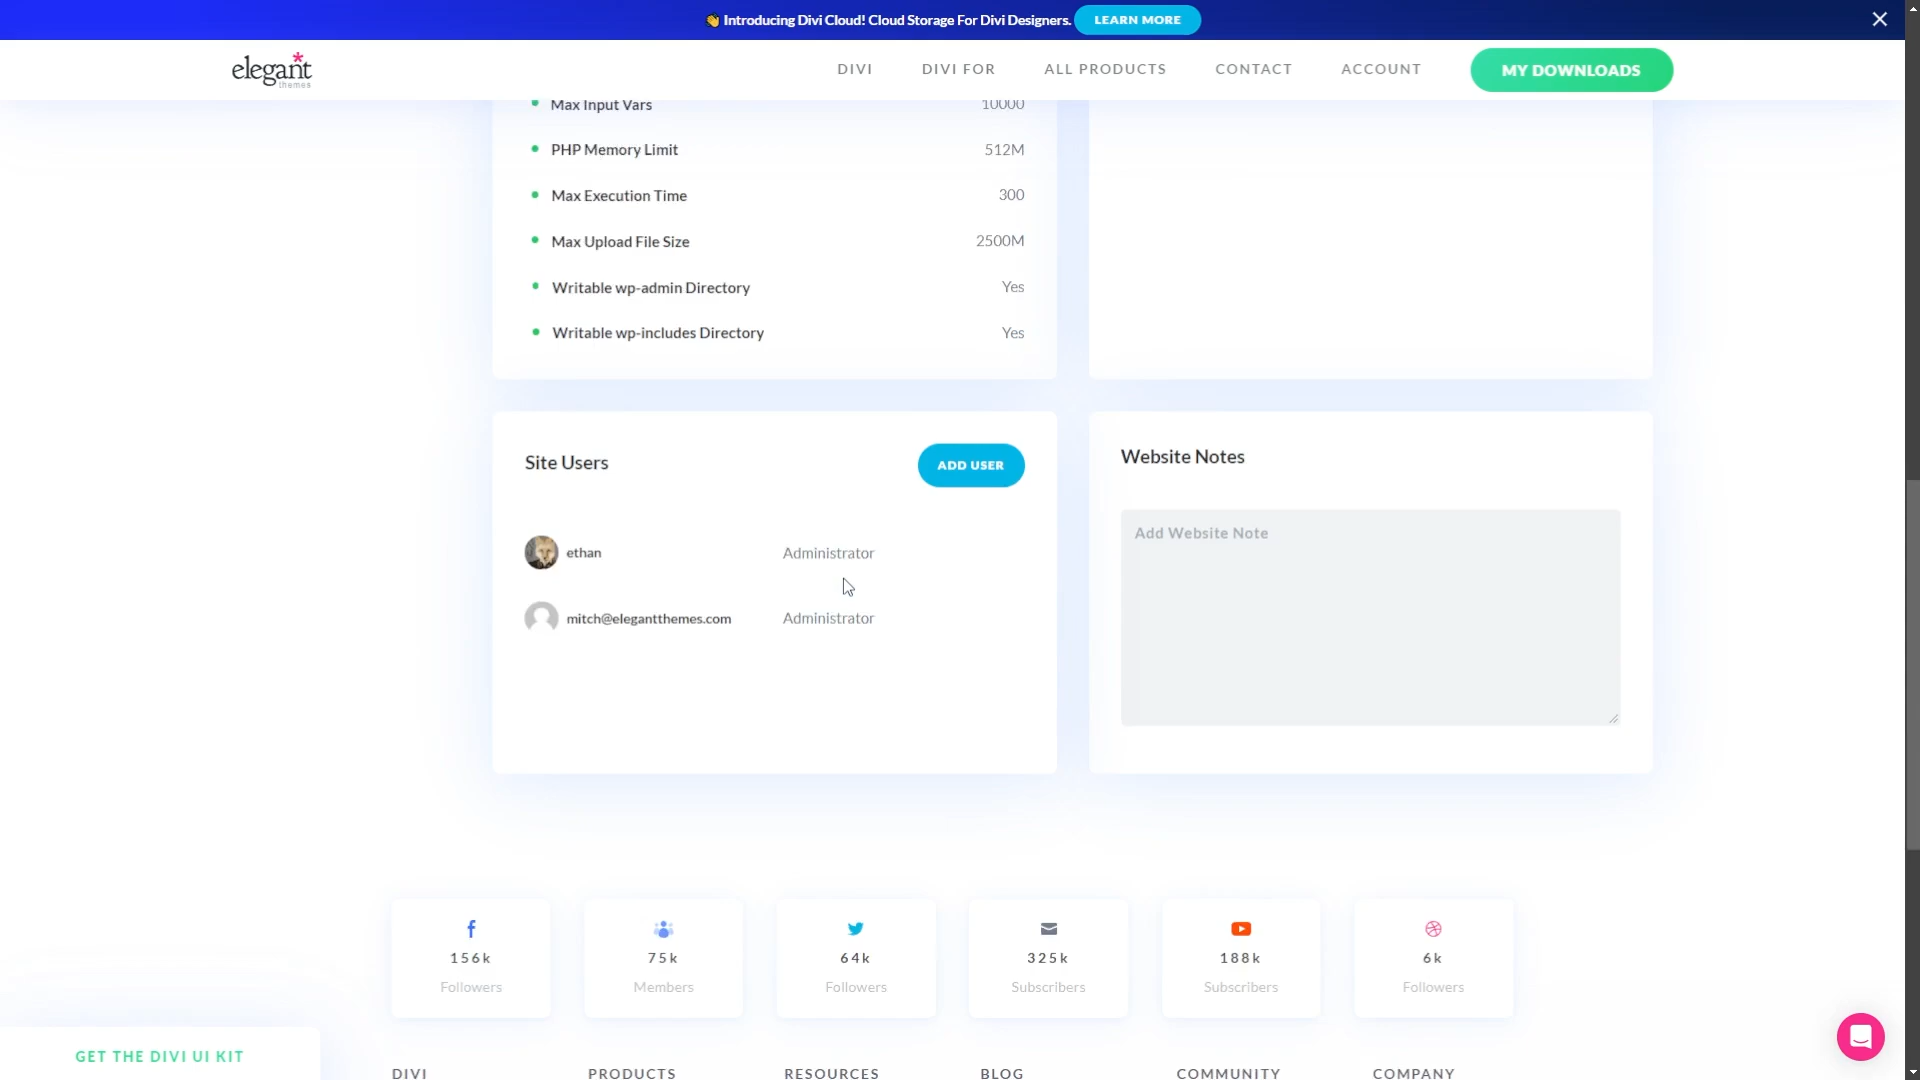 👋 Introducing Divi Cloud! Cloud Storage For Divi Designers. LEARN MORE
elegant themes
DIVI DIVI FOR ALL PRODUCTS CONTACT ACCOUNT MY DOWNLOADS
Max Input Vars 10000
PHP Memory Limit 512M
Max Execution Time 300
Max Upload File Size 2500M
Writable wp-admin Directory Yes
Writable wp-includes Directory Yes
Site Users ADD USER
ethan Administrator
mitch@elegantthemes.com Administrator
Website Notes
Add Website Note
156k 75k 64k 325k 188k 6k
Followers Members Followers Subscribers Subscribers Followers
GET THE DIVI UI KIT
DIVI PRODUCTS RESOURCES BLOG COMMUNITY COMPANY